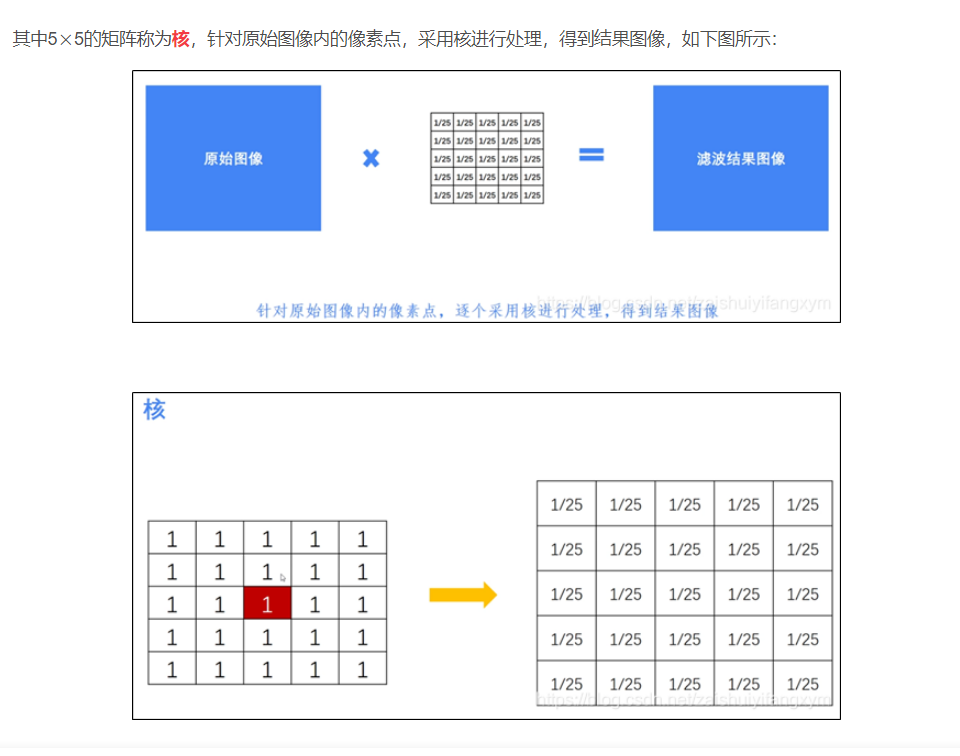 其中5×5的矩阵称为核，针对原始图像内的像素点，采用核进行处理，得到结果图像，如下图所示：
原始图像
×
1/25 1/25 1/25 1/25 1/25
1/25 1/25 1/25 1/25 1/25
1/25 1/25 1/25 1/25 1/25
1/25 1/25 1/25 1/25 1/25
1/25 1/25 1/25 1/25 1/25
=
滤波结果图像
https://blog.csdn.net/zaishuiyifangxym
针对原始图像内的像素点，逐个采用核进行处理，得到结果图像
核
1 1 1 1 1
1 1 1 1 1
1 1 1 1 1
1 1 1 1 1
1 1 1 1 1
1/25 1/25 1/25 1/25 1/25
1/25 1/25 1/25 1/25 1/25
1/25 1/25 1/25 1/25 1/25
1/25 1/25 1/25 1/25 1/25
1/25 1/25 1/25 1/25 1/25
https://blog.csdn.net/zaishuiyifangxym